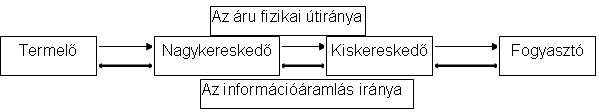 Az áru fizikai útiránya
Termelő
Nagykereskedő
Kiskereskedő
Fogyasztó
Az információáramlás iránya